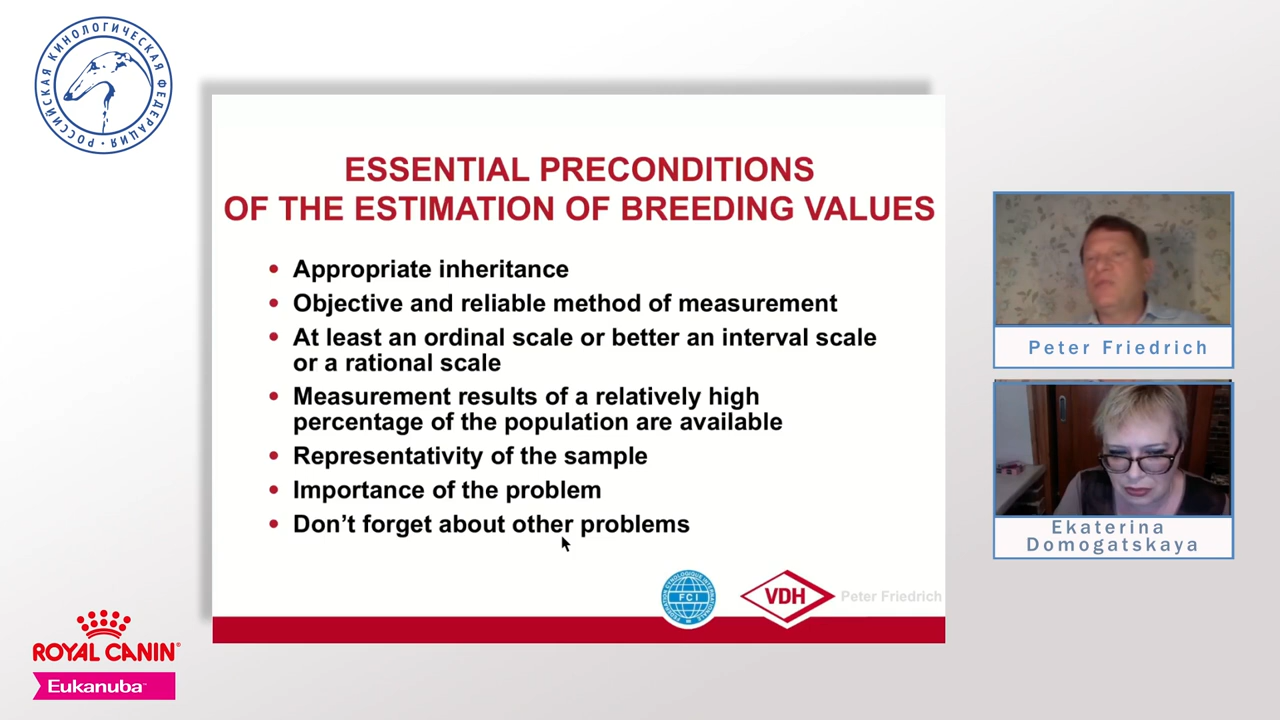 РОССИЙСКАЯ КИНОЛОГИЧЕСКАЯ ФЕДЕРАЦИЯ
ESSENTIAL PRECONDITIONS
OF THE ESTIMATION OF BREEDING VALUES
• Appropriate inheritance
• Objective and reliable method of measurement
• At least an ordinal scale or better an interval scale
or a rational scale
• Measurement results of a relatively high
percentage of the population are available
• Representativity of the sample
• Importance of the problem
• Don’t forget about other problems
FCI
VDH
Peter Friedrich
Peter Friedrich
Ekaterina
Domogatskaya
ROYAL CANIN
Eukanuba